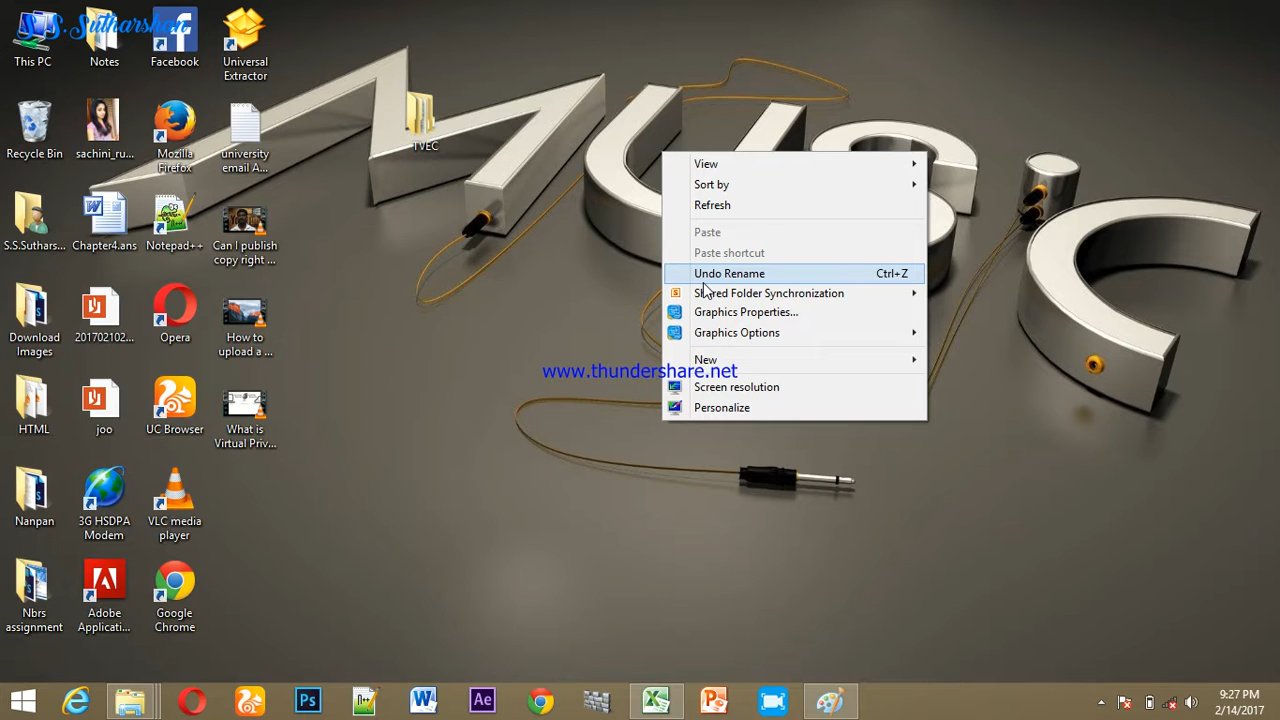 S.S.Sutharshan
This PC
Notes
Facebook
Universal
Extractor
Recycle Bin
sachini_ru...
Mozilla
Firefox
university
email A...
TVEC
S.S.Suthars...
Chapter4.ans
Notepad++
Can I publish
copy right ...
Download
Images
201702102...
Opera
How to
upload a ...
HTML
joo
UC Browser
What is
Virtual Priv...
Nanpan
3G HSDPA
Modem
VLC media
player
Nbrs
assignment
Adobe
Applicati...
Google
Chrome
MUSiC
View
Sort by
Refresh
Paste
Paste shortcut
Undo Rename Ctrl+Z
Shared Folder Synchronization
Graphics Properties...
Graphics Options
New
www.thundershare.net
Screen resolution
Personalize
9:27 PM
2/14/2017